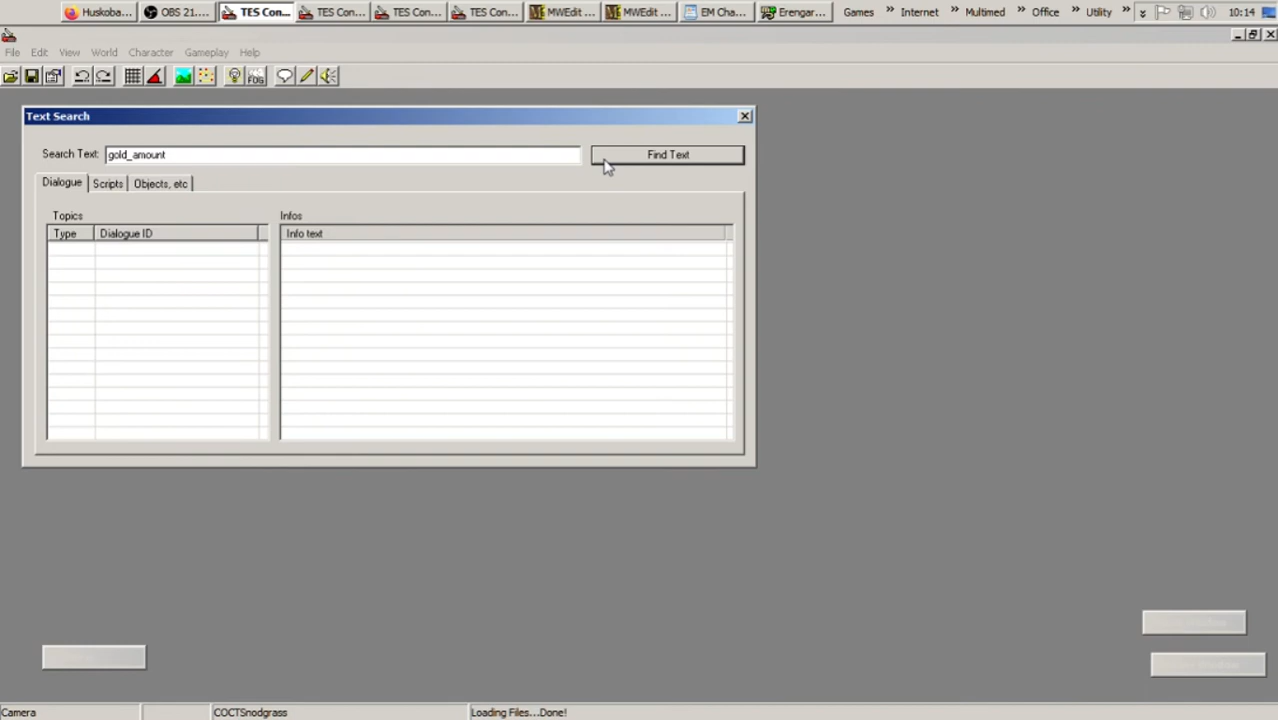 Huskoba... OBS 21.... TES Con... TES Con... TES Con... TES Con... MWEdit ... MWEdit ... EM Cha... Erengar... Games » Internet » Multimed » Office » Utility » 10:14
File Edit View World Character Gameplay Help
FOG
Text Search
Search Text: gold_amount Find Text
Dialogue Scripts Objects, etc
Topics Infos
Type Dialogue ID Info text
Camera COCTSnodgrass Loading Files...Done!